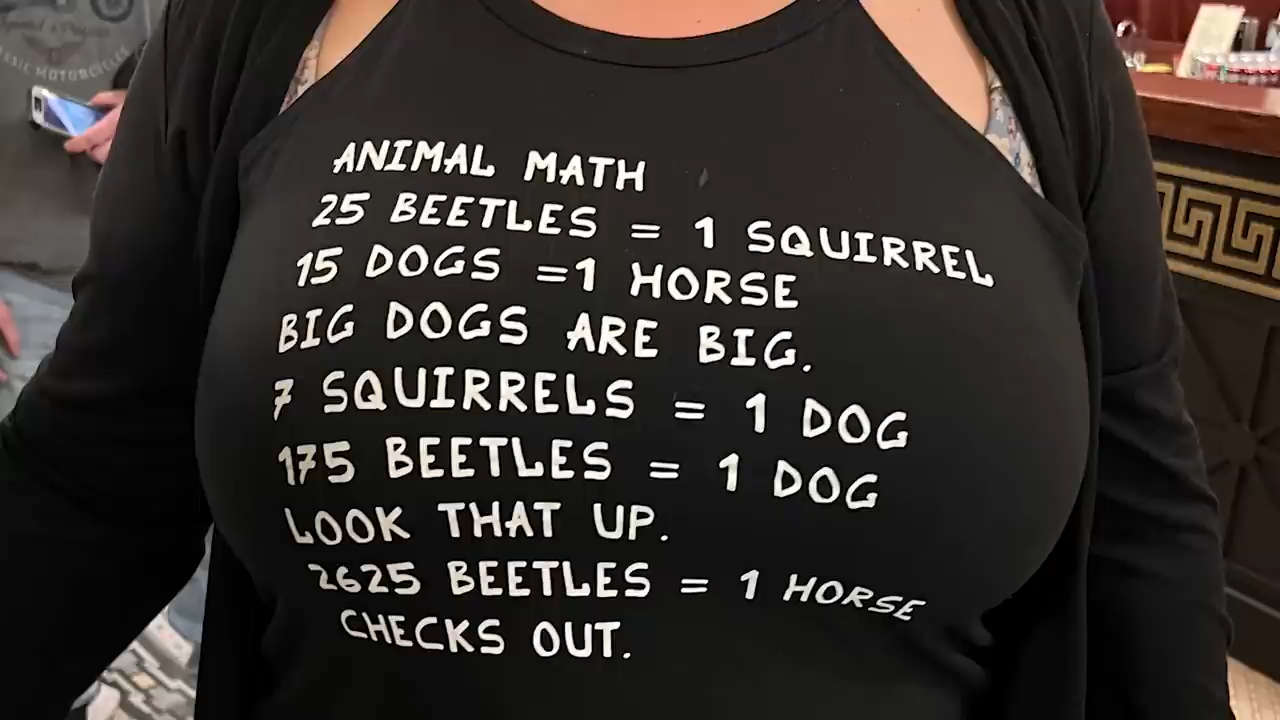 ANIMAL MATH
25 BEETLES = 1 SQUIRREL
15 DOGS =1 HORSE
BIG DOGS ARE BIG.
7 SQUIRRELS = 1 DOG
175 BEETLES = 1 DOG
LOOK THAT UP.
2625 BEETLES = 1 HORSE
CHECKS OUT.
MOTORCYCLES